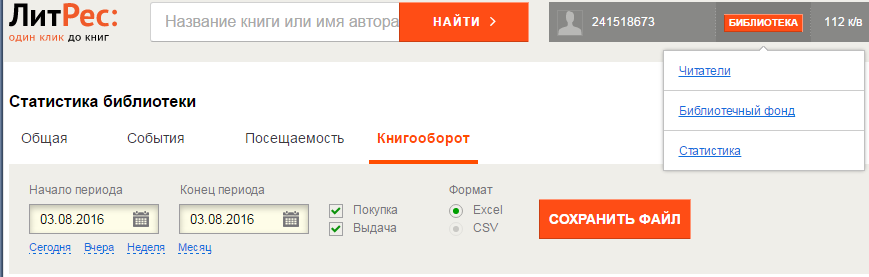 ЛитРес:
один клик до книг
Название книги или имя автора
НАЙТИ >
241518673
БИБЛИОТЕКА
112 к/в
Читатели
Библиотечный фонд
Статистика
Статистика библиотеки
Общая События Посещаемость Книгооборот
Начало периода Конец периода Формат
03.08.2016 03.08.2016
Покупка
Выдача
Excel
CSV
СОХРАНИТЬ ФАЙЛ
Сегодня Вчера Неделя Месяц